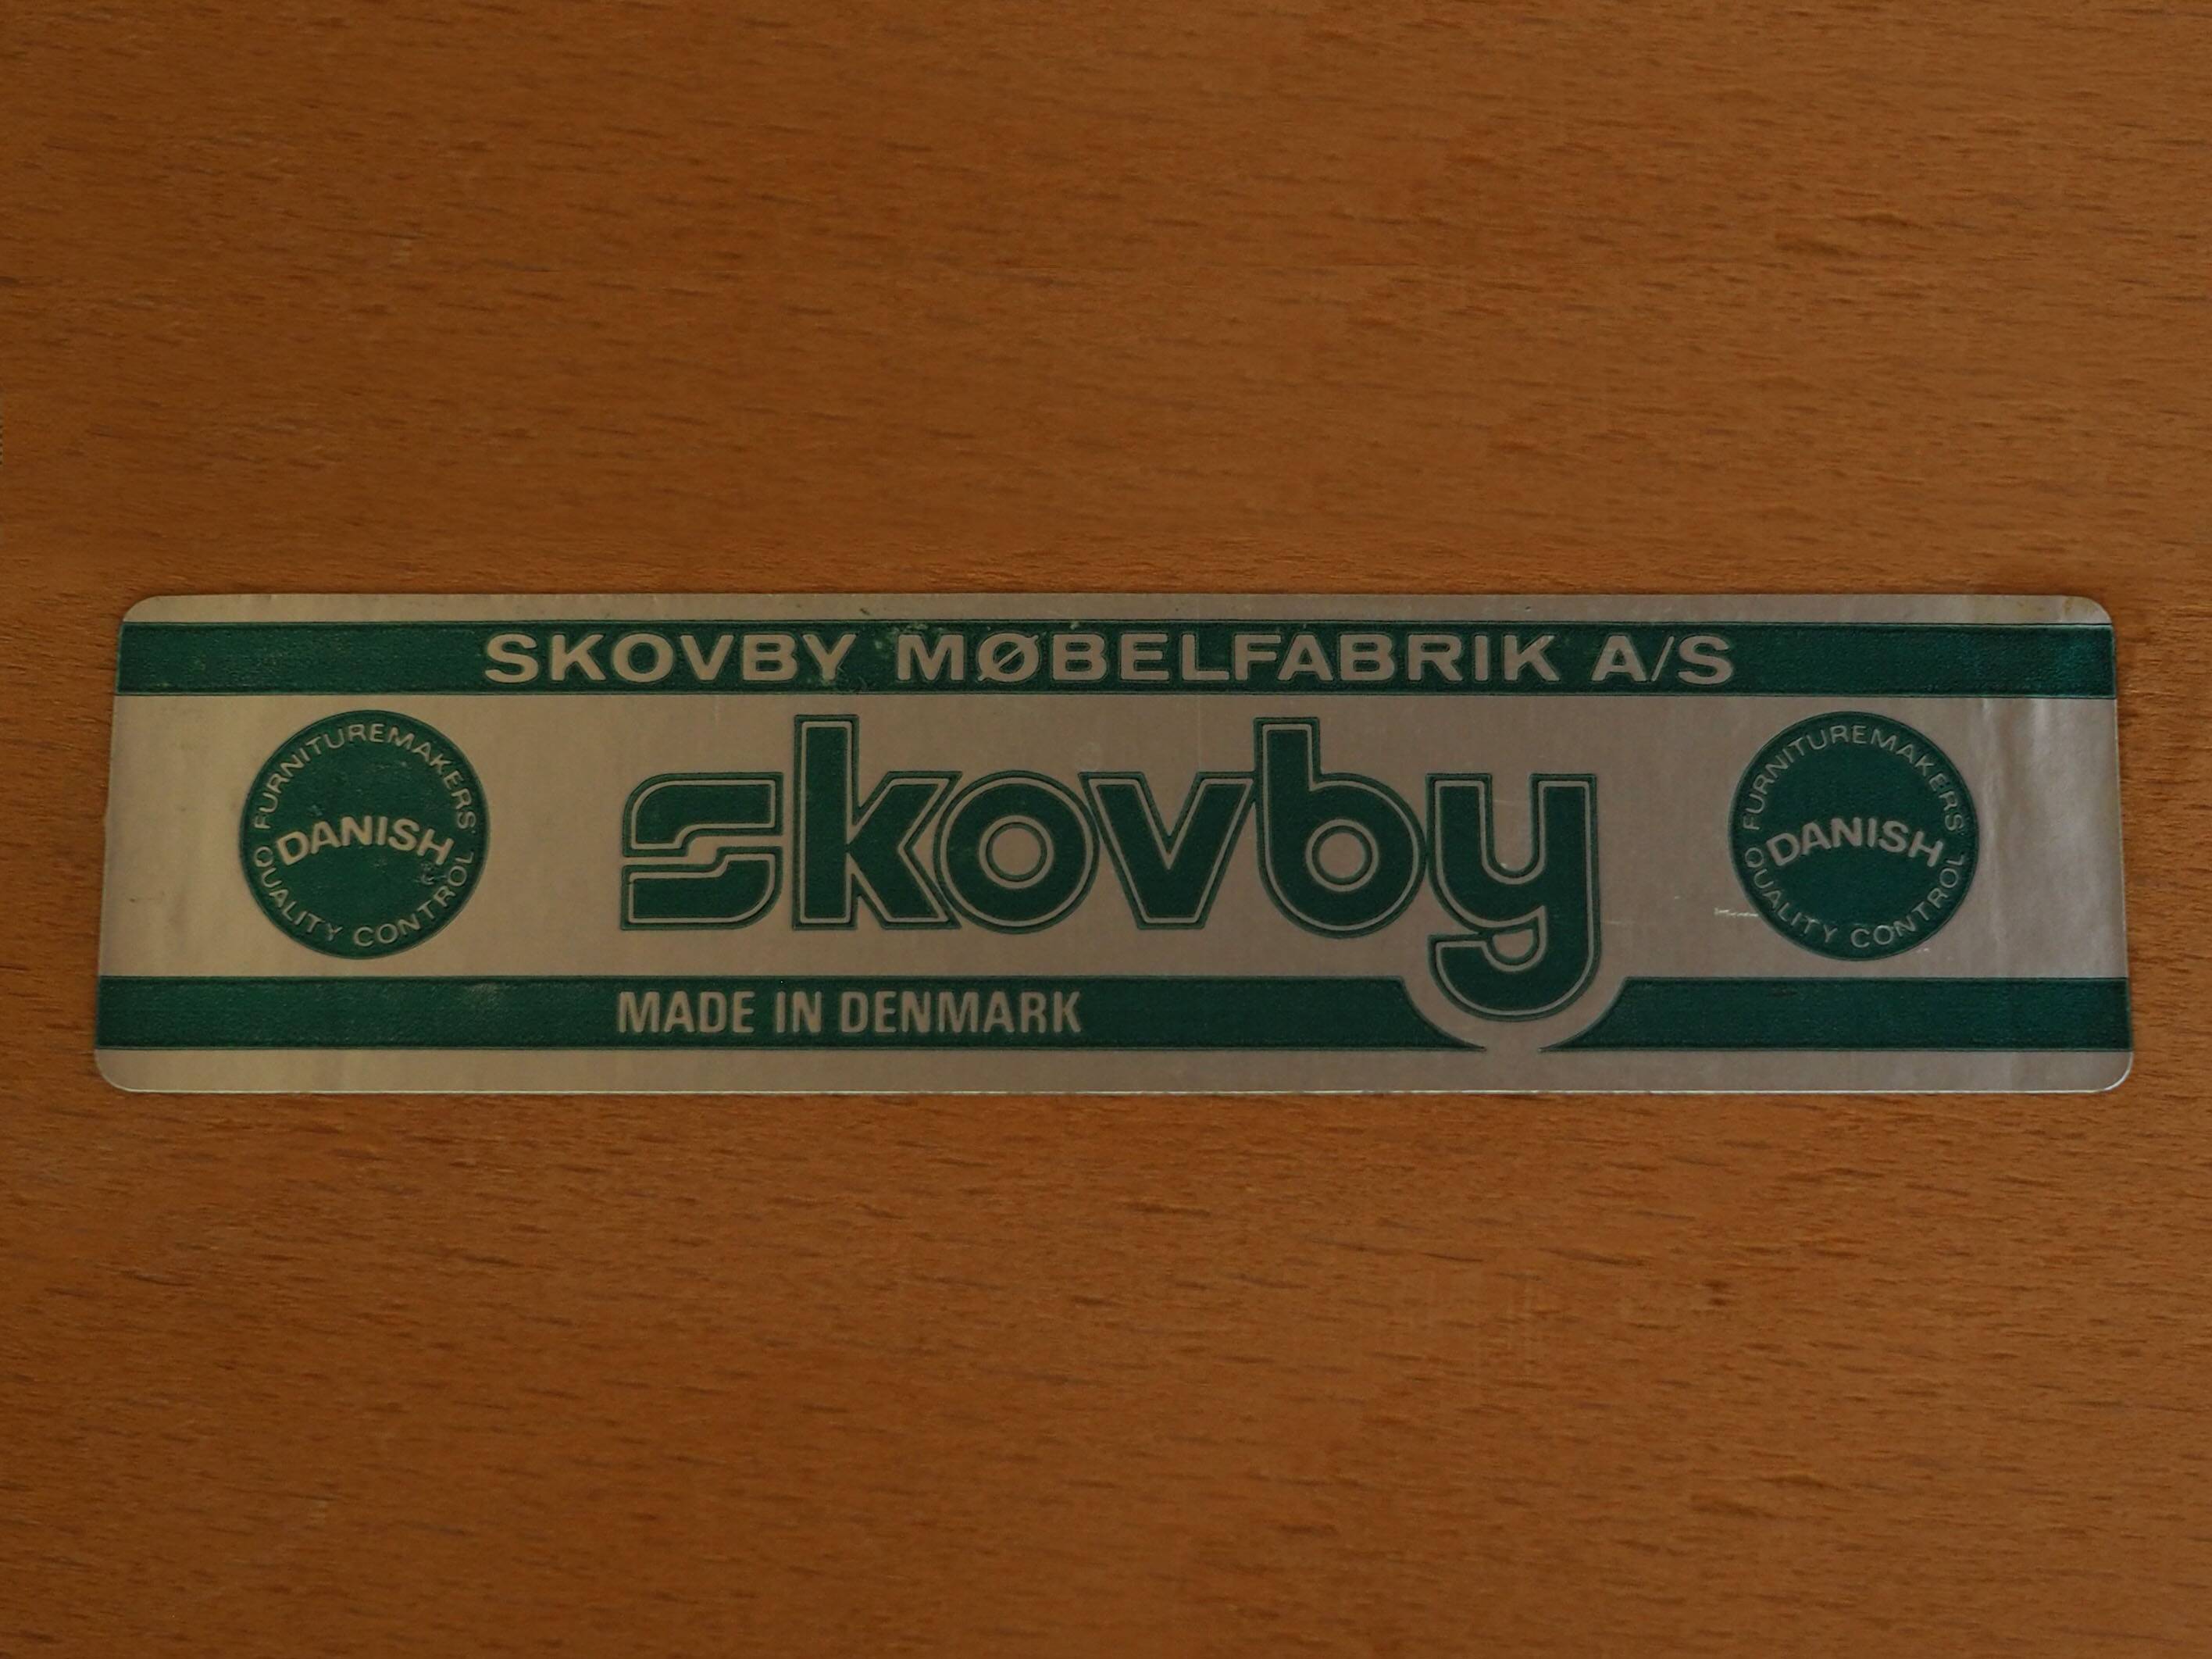 SKOVBY MØBELFABRIK A/S
FURNITUREMAKERS
DANISH
QUALITY CONTROL
skovby
FURNITUREMAKERS
DANISH
QUALITY CONTROL
MADE IN DENMARK